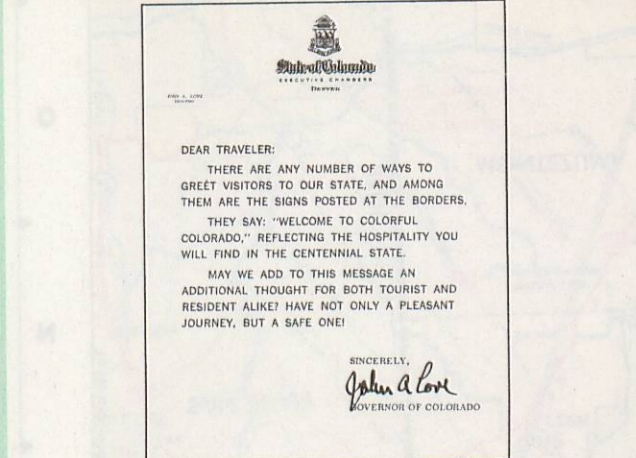 State of Colorado
EXECUTIVE CHAMBERS
DENVER
JOHN A. LOVE
DEAR TRAVELER:
THERE ARE ANY NUMBER OF WAYS TO
GREET VISITORS TO OUR STATE, AND AMONG
THEM ARE THE SIGNS POSTED AT THE BORDERS.
THEY SAY: "WELCOME TO COLORFUL
COLORADO," REFLECTING THE HOSPITALITY YOU
WILL FIND IN THE CENTENNIAL STATE.
MAY WE ADD TO THIS MESSAGE AN
ADDITIONAL THOUGHT FOR BOTH TOURIST AND
RESIDENT ALIKE? HAVE NOT ONLY A PLEASANT
JOURNEY, BUT A SAFE ONE!
SINCERELY,
John A Love
GOVERNOR OF COLORADO